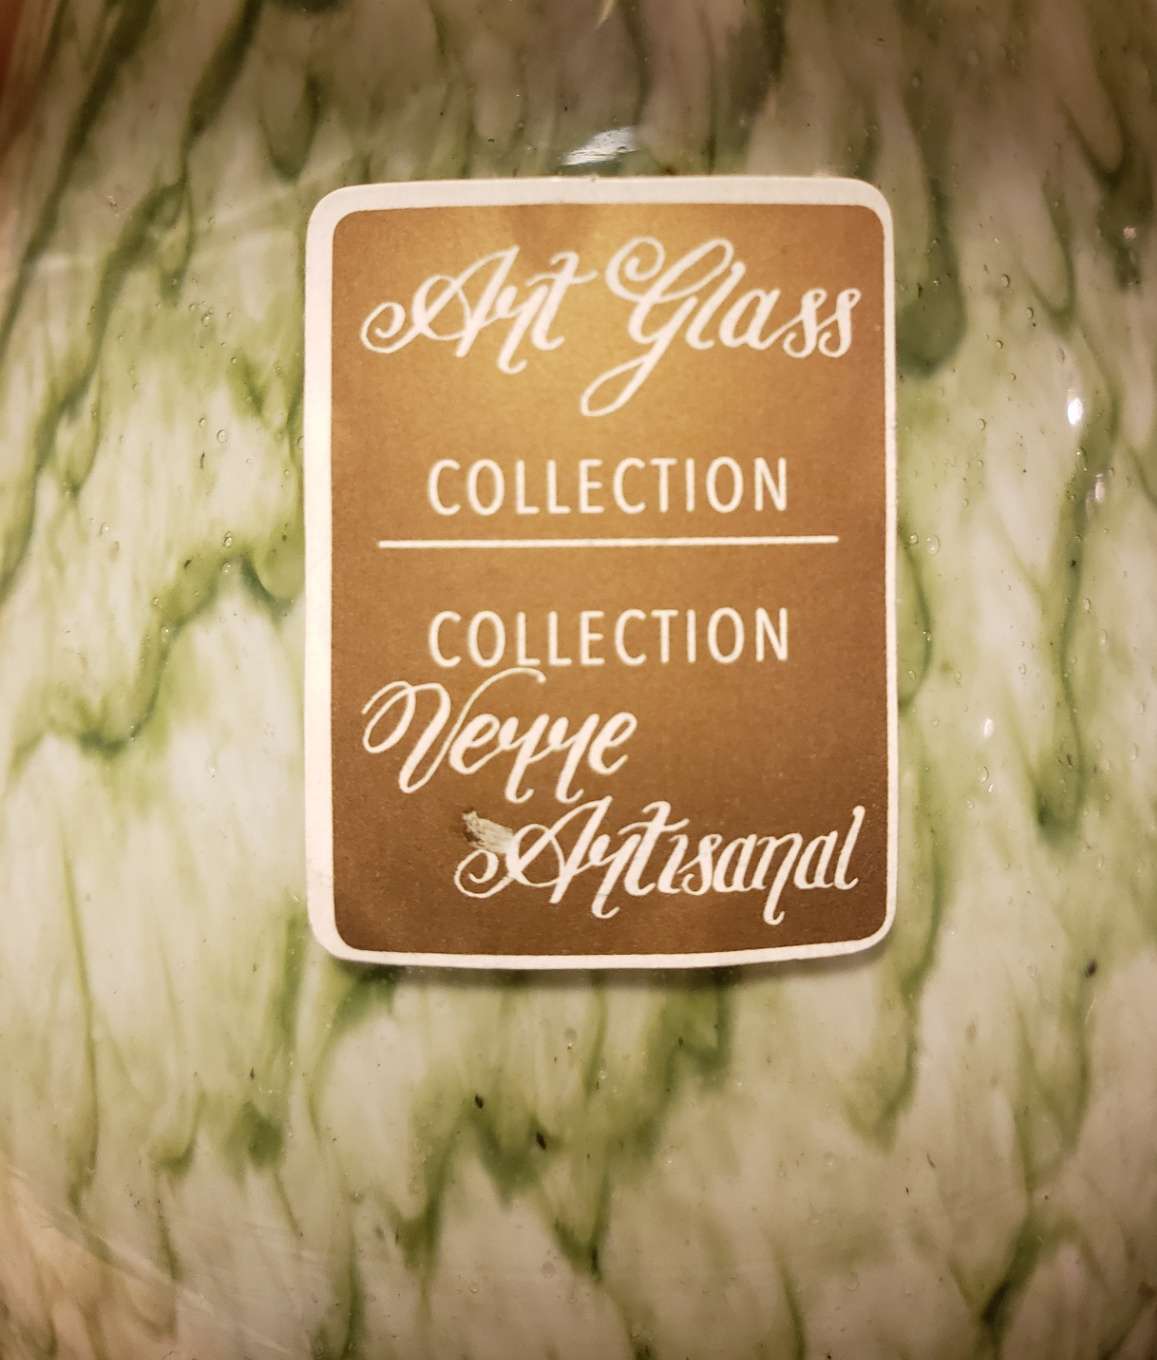 Art Glass
COLLECTION
COLLECTION
Verre
Artisanal